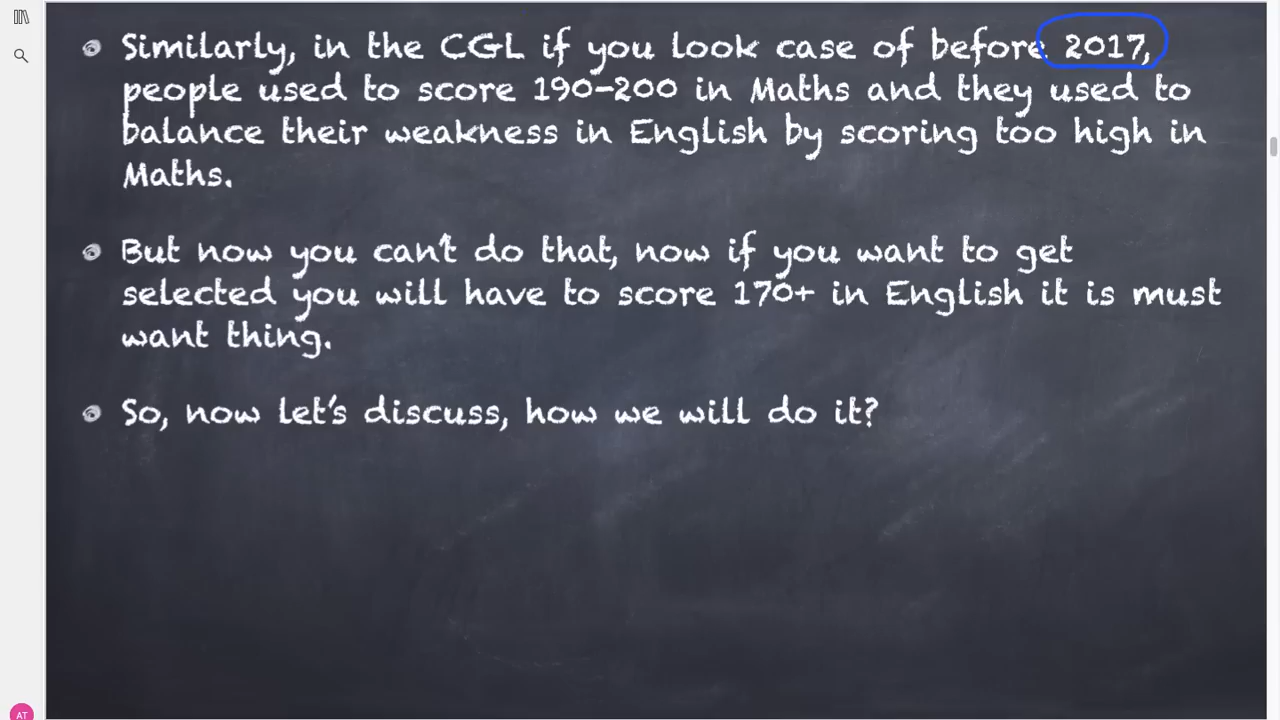 Similarly, in the CGL if you look case of before 2017,
people used to score 190-200 in Maths and they used to
balance their weakness in English by scoring too high in
Maths.
But now you can't do that, now if you want to get
selected you will have to score 170+ in English it is must
want thing.
So, now let's discuss, how we will do it?
AT